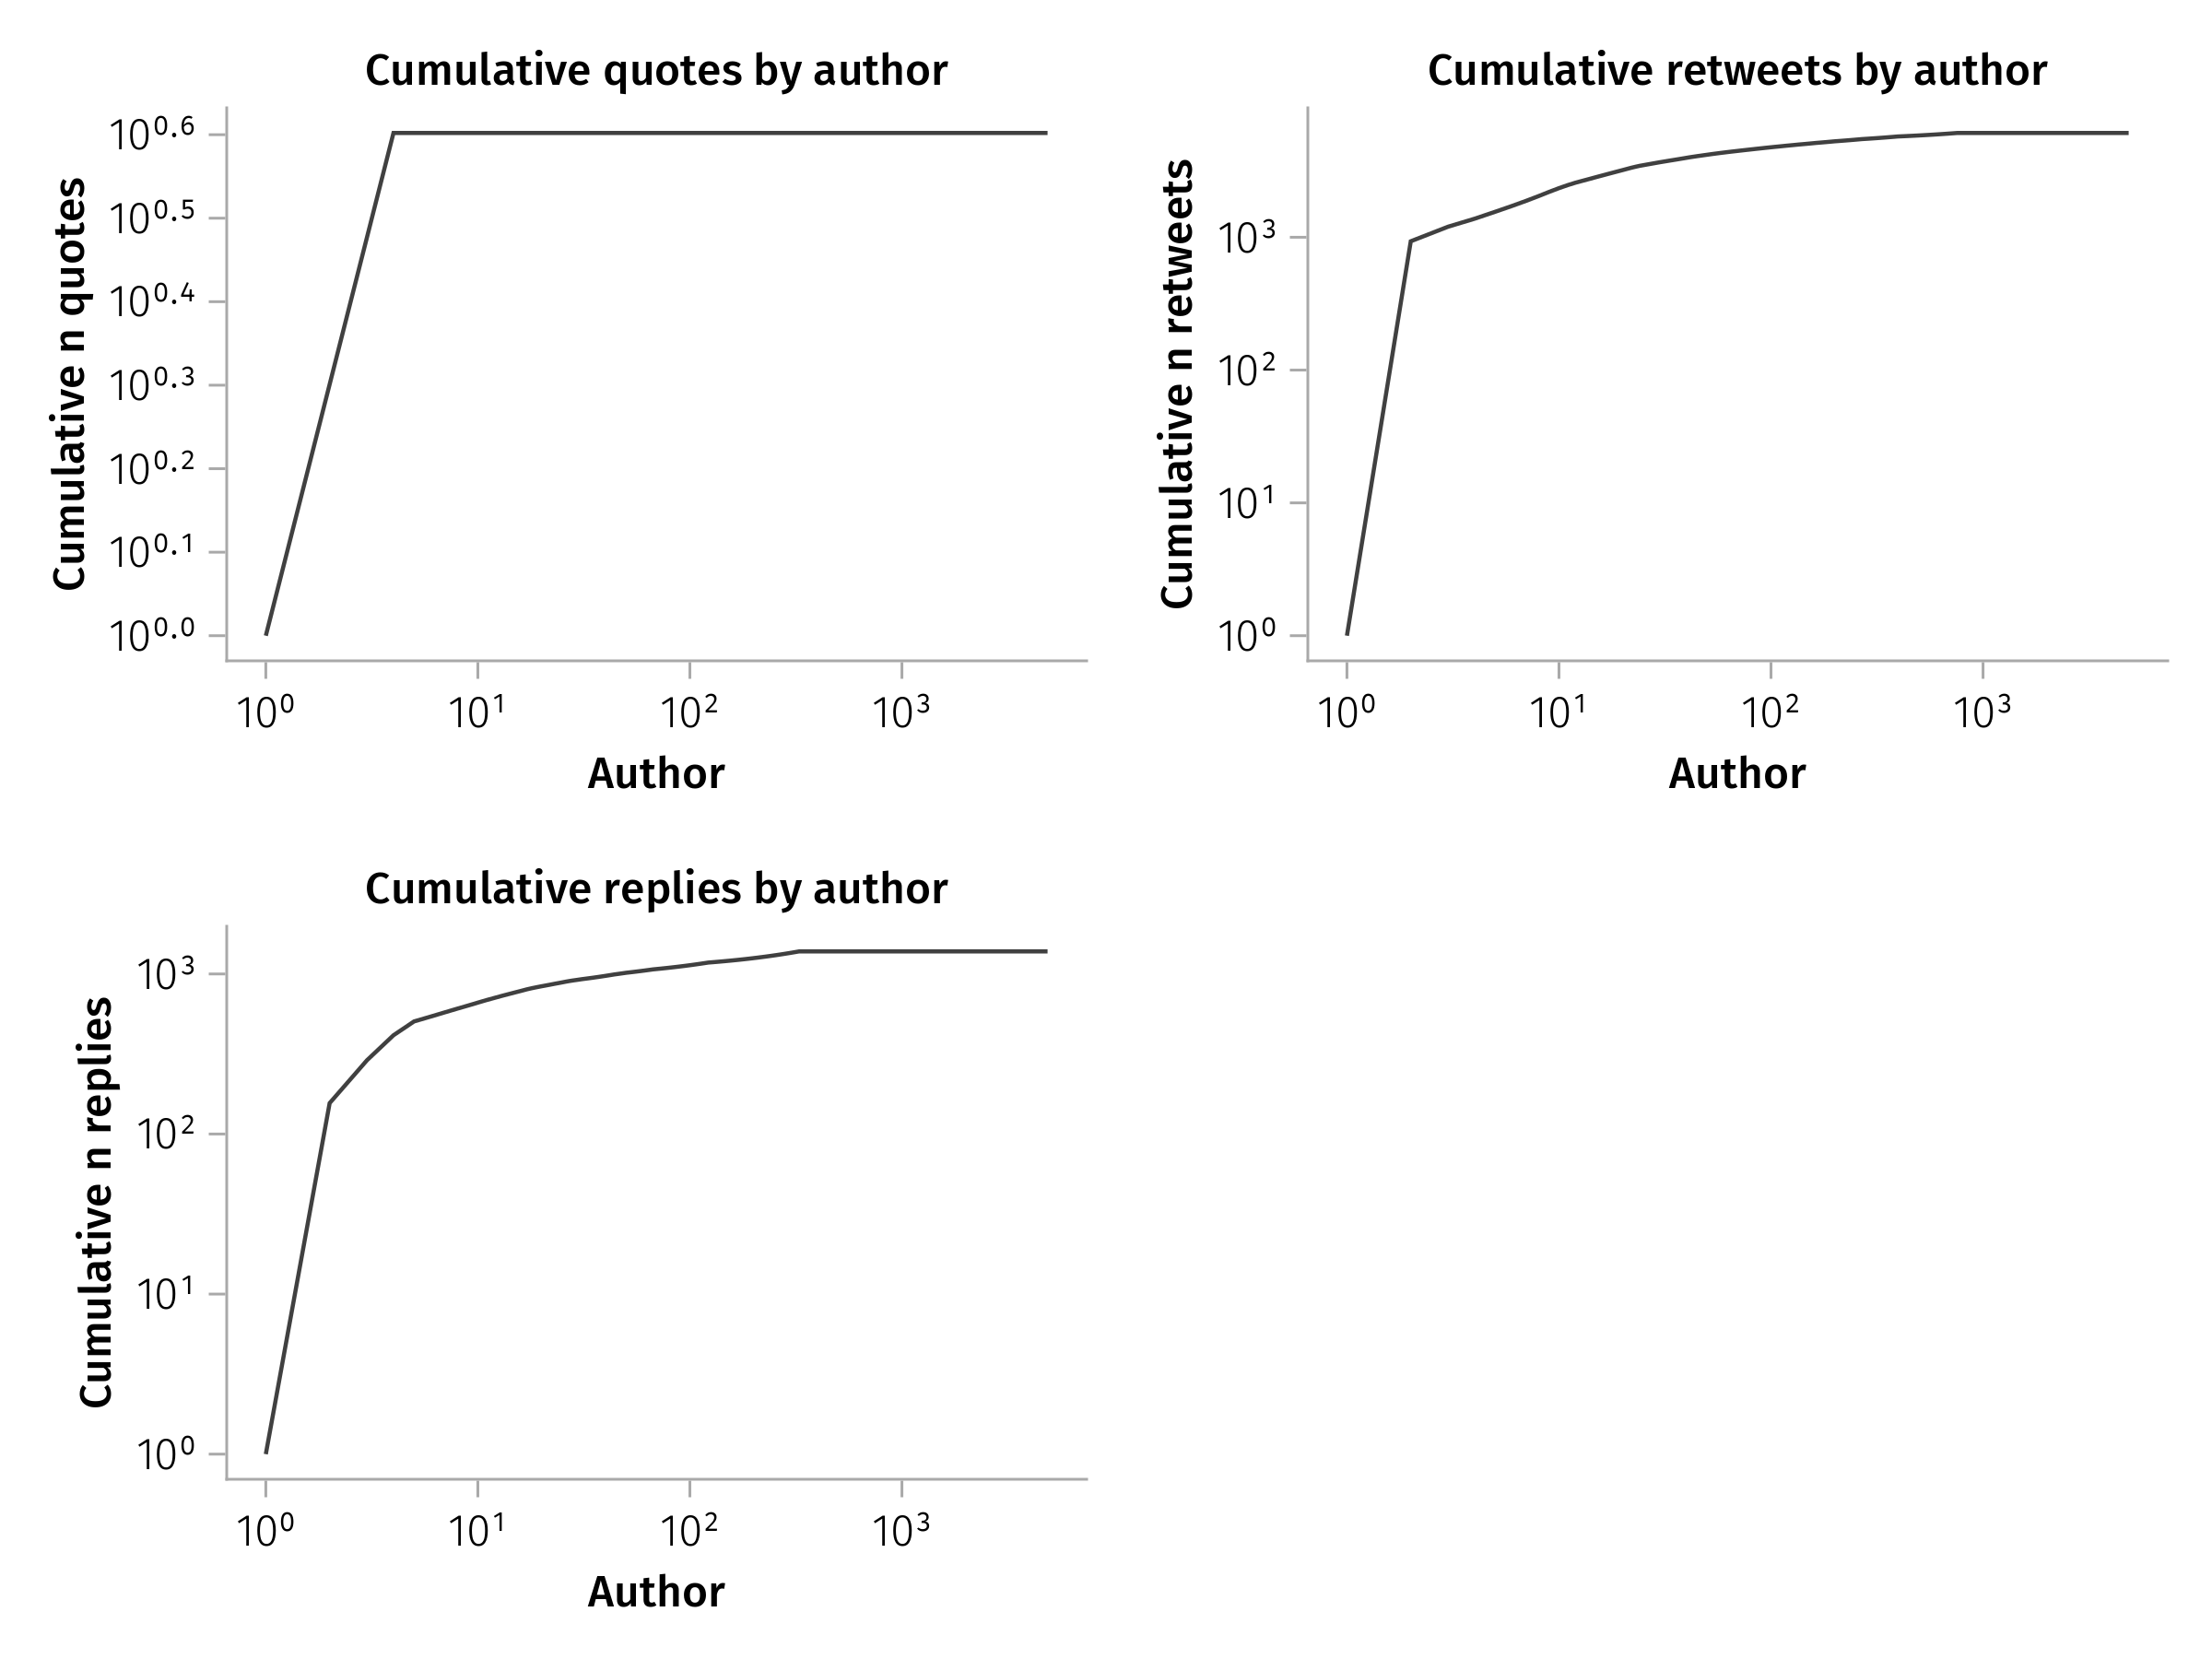 Cumulative quotes by author
Cumulative n quotes
10^0.6
10^0.5
10^0.4
10^0.3
10^0.2
10^0.1
10^0.0
10^0 10^1 10^2 10^3
Author
Cumulative retweets by author
Cumulative n retweets
10^3
10^2
10^1
10^0
10^0 10^1 10^2 10^3
Author
Cumulative replies by author
Cumulative n replies
10^3
10^2
10^1
10^0
10^0 10^1 10^2 10^3
Author